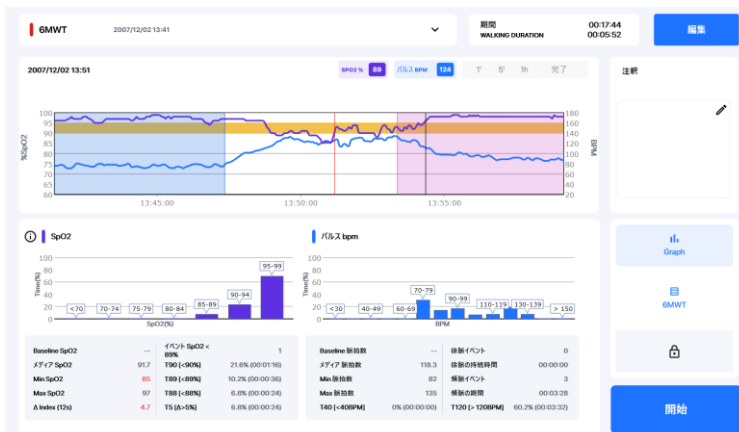 6MWT
2007/12/02 13:41
期間 00:17:44
WALKING DURATION 00:05:52
編集
2007/12/02 13:51
SPO2 % 89
パルス BPM 124
1' 5' 1h 完了
注釈
100 180
95 160
90 140
85 120
80 100
75 80
70 60
65 40
60 20
%SpO2
BPM
13:45:00 13:50:00 13:55:00
SpO2
100
80
60
40
20
0
Time(%)
<70 70-74 75-79 80-84 85-89 90-94 95-99
SpO2(%)
パルス bpm
100
80
60
40
20
0
Time(%)
<30 40-49 60-69 70-79 90-99 110-119 130-139 > 150
BPM
Baseline SpO2 --
メディア SpO2 91.7
Min SpO2 85
Max SpO2 97
Δ Index (12s) 4.7
イベント SpO2 < 1
89%
T90 [<90%] 21.6% (00:01:16)
T89 [<89%] 10.2% (00:00:36)
T88 [<88%] 6.8% (00:00:24)
T5 [Δ>5%] 6.8% (00:00:24)
Baseline 脈拍数 --
メディア 脈拍数 118.3
Min 脈拍数 82
Max 脈拍数 135
T40 [<40BPM] 0% (00:00:00)
徐脈イベント 0
徐脈の持続時間 00:00:00
頻脈イベント 3
頻脈の期間 00:03:28
T120 [> 120BPM] 60.2% (00:03:32)
Graph
6MWT
開始